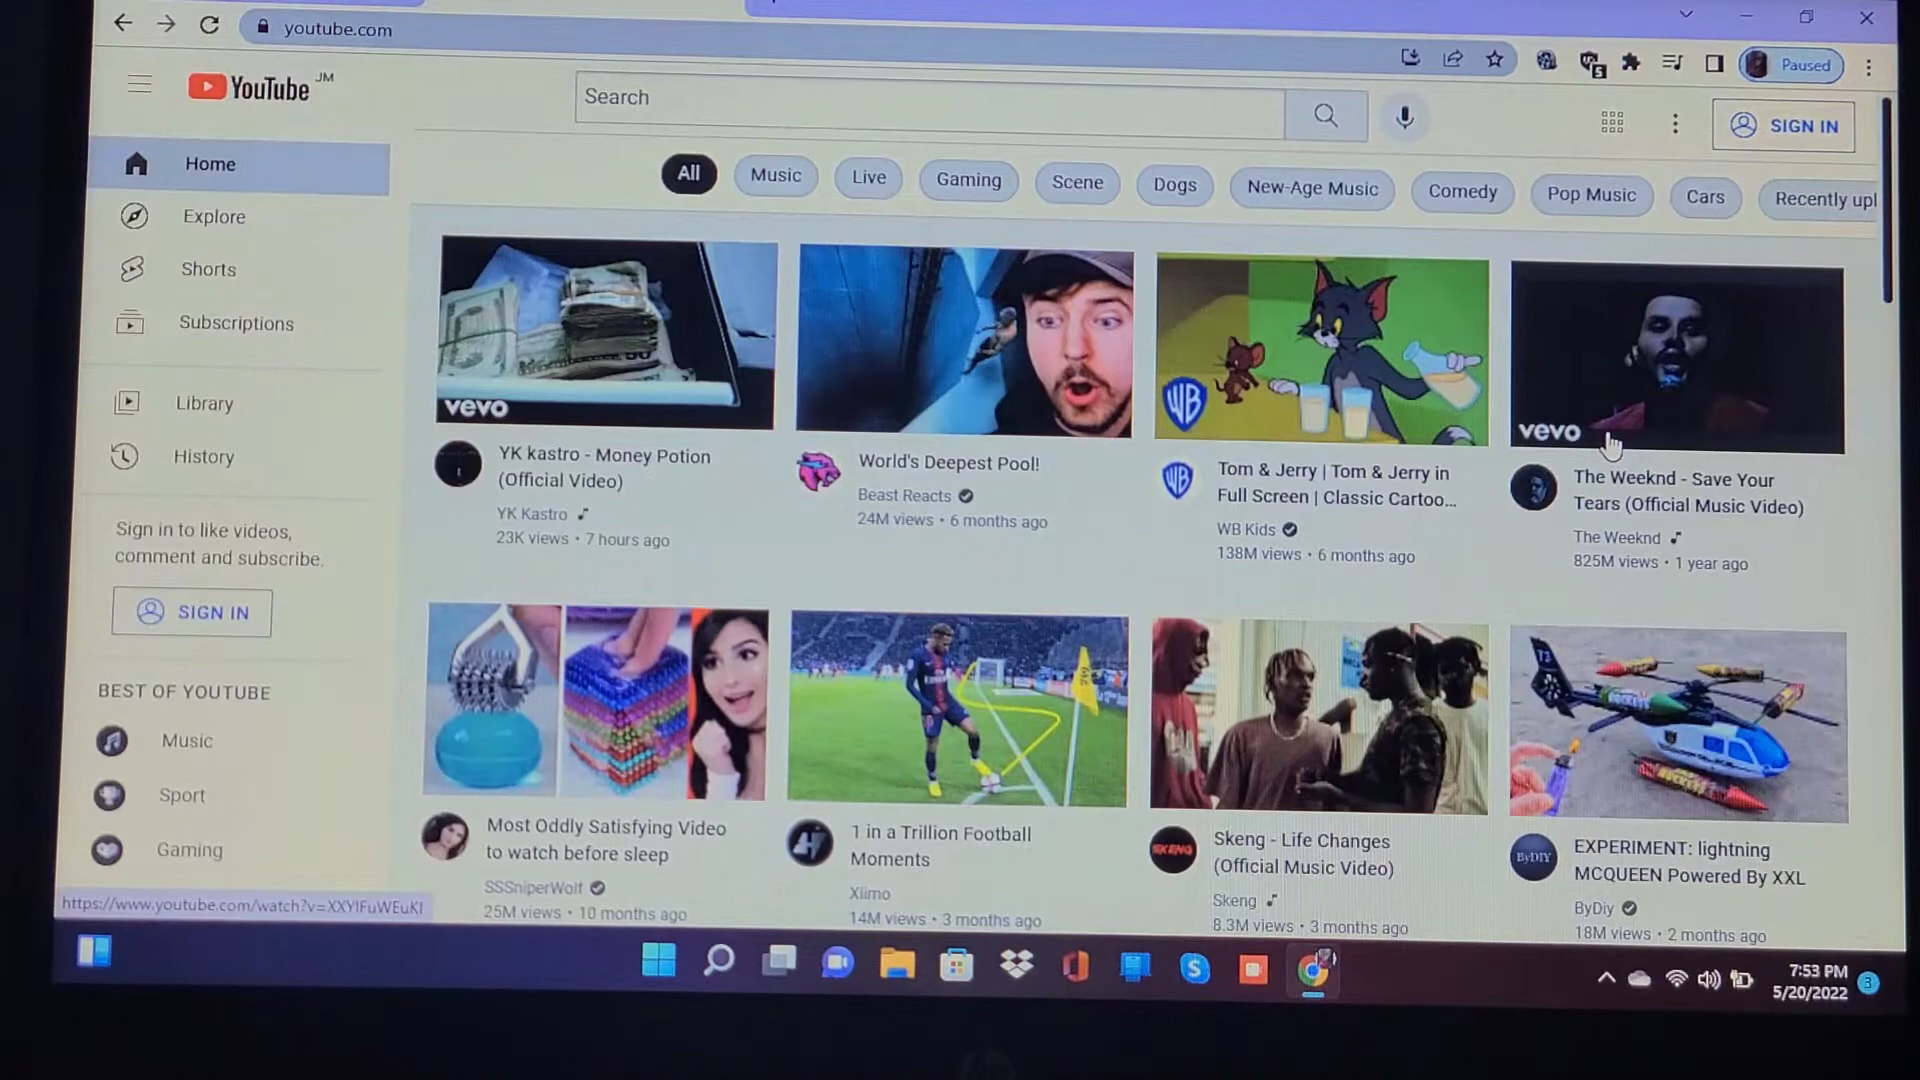 youtube.com
Paused
YouTube JM
Search
SIGN IN
Home
Explore
Shorts
Subscriptions
Library
History
Sign in to like videos,
comment and subscribe.
SIGN IN
BEST OF YOUTUBE
Music
Sport
Gaming
All
Music
Live
Gaming
Scene
Dogs
New-Age Music
Comedy
Pop Music
Cars
Recently upl
vevo
YK kastro - Money Potion
(Official Video)
YK Kastro
23K views • 7 hours ago
World's Deepest Pool!
Beast Reacts
24M views • 6 months ago
WB
WB
Tom & Jerry | Tom & Jerry in
Full Screen | Classic Cartoo...
WB Kids
138M views • 6 months ago
vevo
The Weeknd - Save Your
Tears (Official Music Video)
The Weeknd
825M views • 1 year ago
Most Oddly Satisfying Video
to watch before sleep
SSSniperWolf
25M views • 10 months ago
1 in a Trillion Football
Moments
Xiimo
14M views • 3 months ago
SKENG
Skeng - Life Changes
(Official Music Video)
Skeng
8.3M views • 3 months ago
ByDIY
EXPERIMENT: lightning
MCQUEEN Powered By XXL
ByDiy
18M views • 2 months ago
https://www.youtube.com/watch?v=XXYlFuWEuKI
7:53 PM
5/20/2022
3